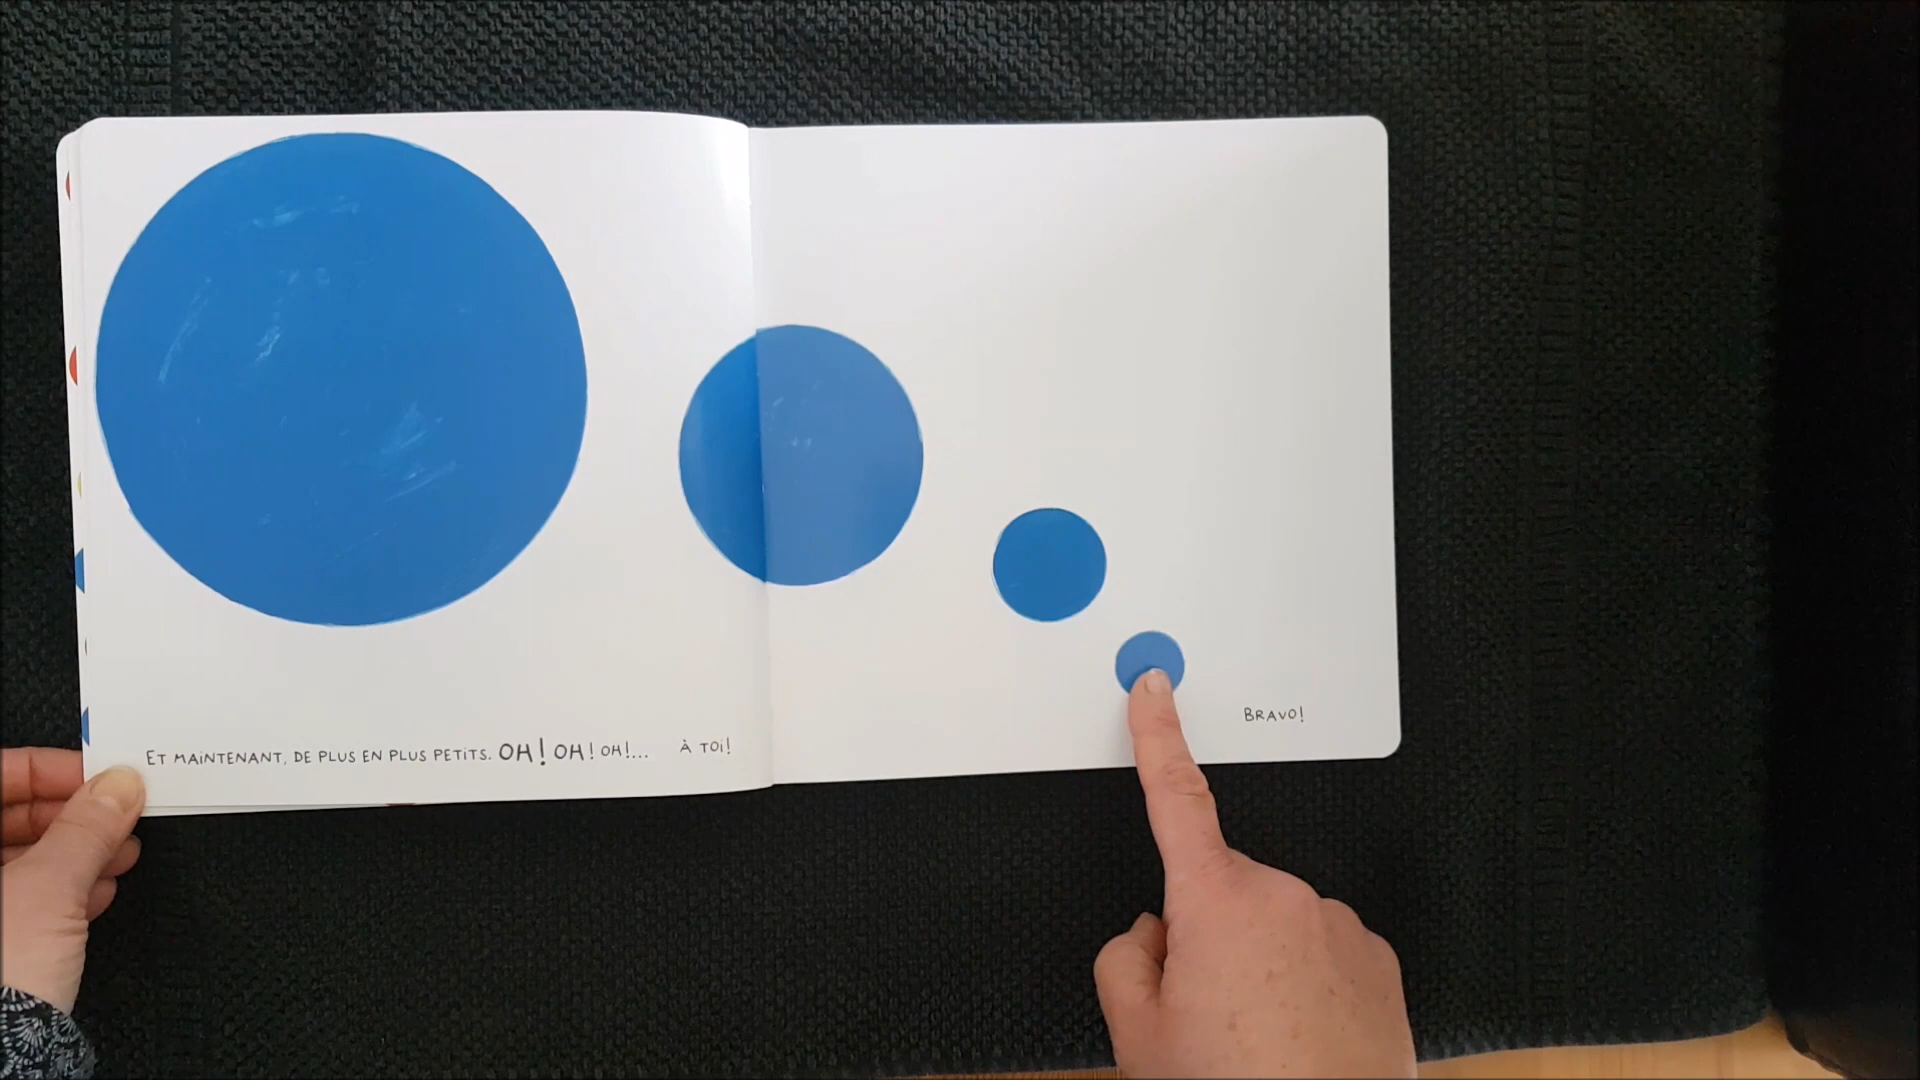 ET MAINTENANT, DE PLUS EN PLUS PETITS. OH! OH! OH!... À TOI!
BRAVO!